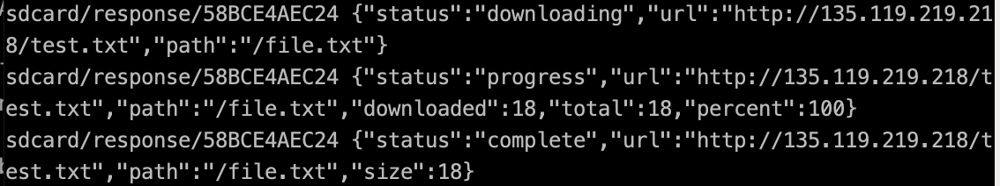 sdcard/response/58BCE4AEC24 {"status":"downloading","url":"http://135.119.219.21
8/test.txt","path":"/file.txt"}
sdcard/response/58BCE4AEC24 {"status":"progress","url":"http://135.119.219.218/t
est.txt","path":"/file.txt","downloaded":18,"total":18,"percent":100}
sdcard/response/58BCE4AEC24 {"status":"complete","url":"http://135.119.219.218/t
est.txt","path":"/file.txt","size":18}